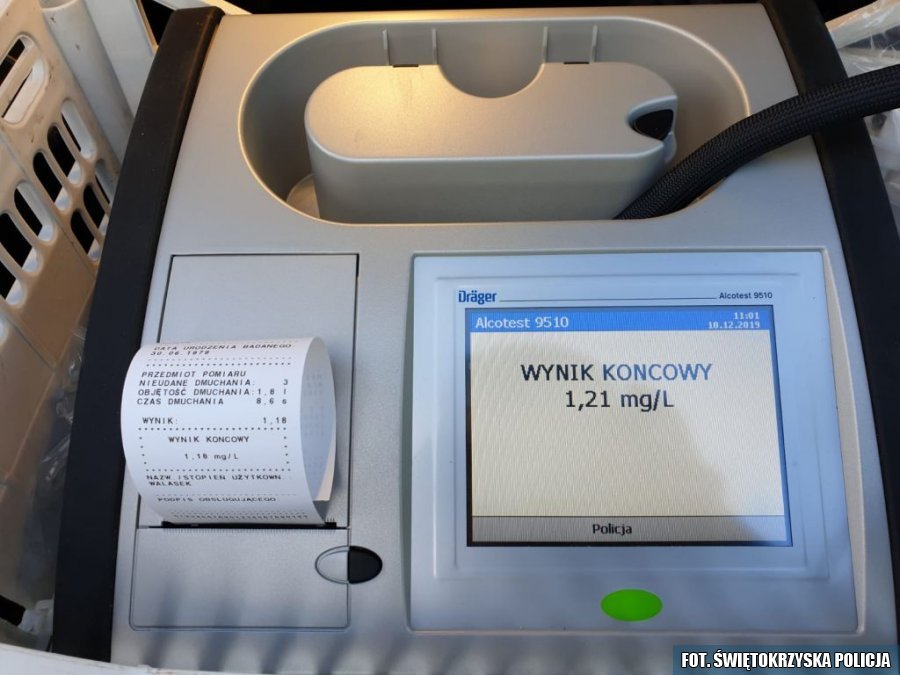 Dräger
Alcotest 9510
Alcotest 9510
11:01
10.12.2019
WYNIK KONCOWY
1,21 mg/L
Policja
DATA URODZENIA BADANEGO
30.06.1979
PRZEDMIOT POMIARU
NIEUDANE DMUCHANIA: 3
OBJĘTOŚĆ DMUCHANIA: 1,8 l
CZAS DMUCHANIA 8,6 s
WYNIK: 1,18
WYNIK KONCOWY
1,18 mg/L
NAZW./STOPIEŃ UŻYTKOWN.
WALASEK
PODPIS OBSŁUGUJĄCEGO
FOT. ŚWIĘTOKRZYSKA POLICJA